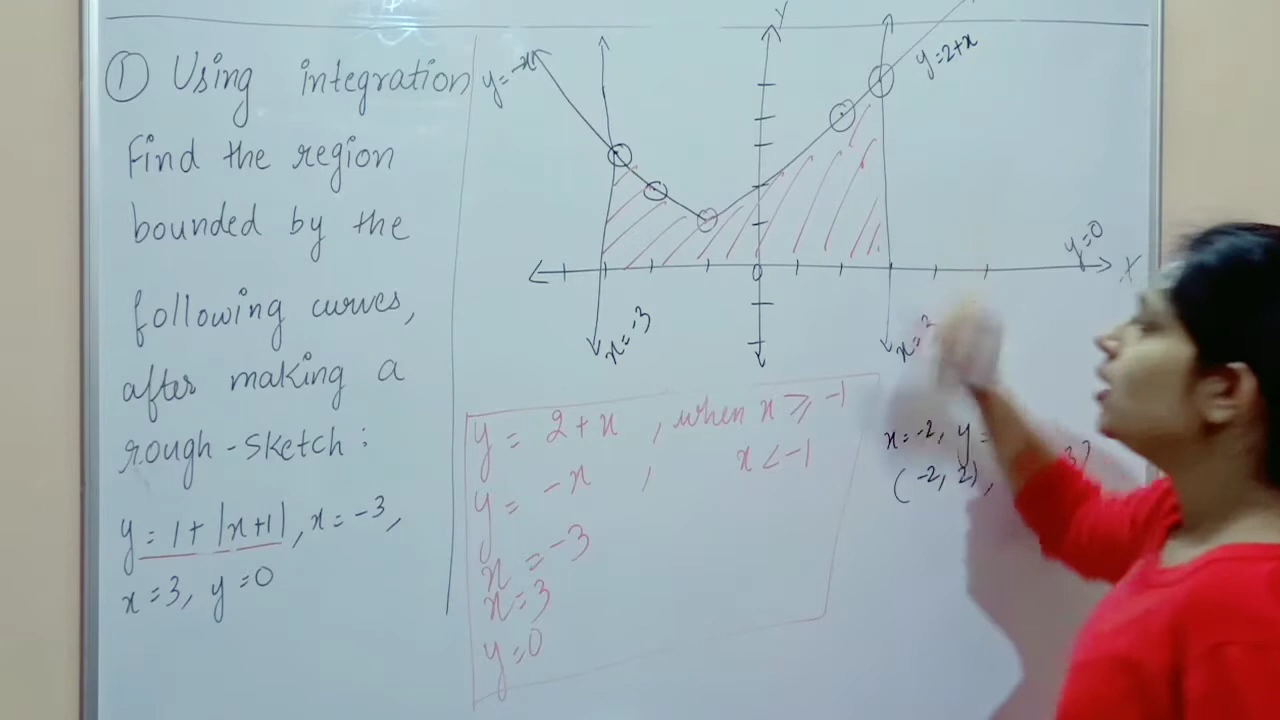 ① Using integration
Find the region
bounded by the
following curves,
after making a
rough-sketch:
y = 1+|x+1|, x = -3,
x = 3, y = 0
y = -x
Y
y = 2+x
y = 0
X
0
x = -3
x = 3
y = 2+x , when x ≥ -1
y = -x , x < -1
x = -3
x = 3
y = 0
x = -2, y =
(-2, 2),